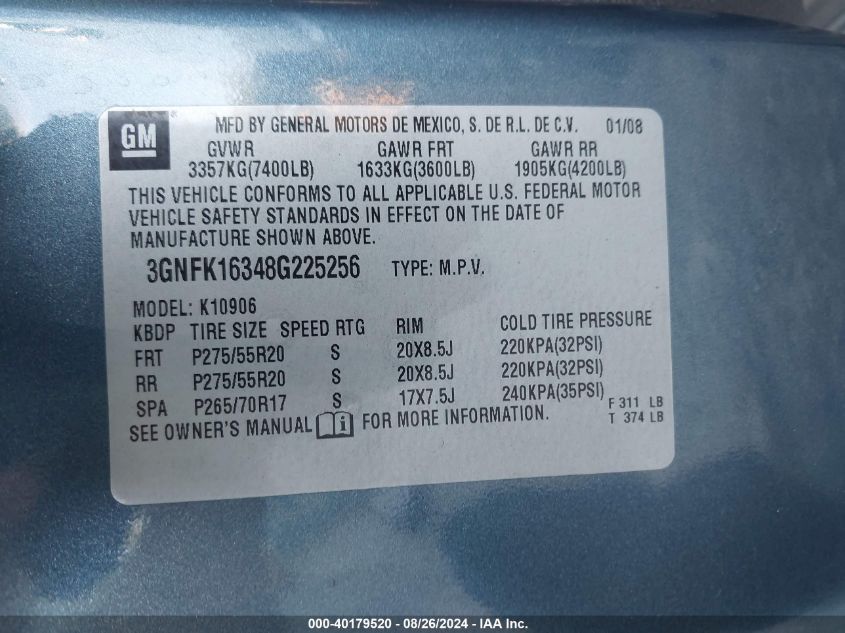 GM
MFD BY GENERAL MOTORS DE MEXICO, S. DE R.L. DE C.V. 01/08
GVWR GAWR FRT GAWR RR
3357KG(7400LB) 1633KG(3600LB) 1905KG(4200LB)
THIS VEHICLE CONFORMS TO ALL APPLICABLE U.S. FEDERAL MOTOR
VEHICLE SAFETY STANDARDS IN EFFECT ON THE DATE OF
MANUFACTURE SHOWN ABOVE.
3GNFK16348G225256 TYPE: M.P.V.
MODEL: K10906
KBDP TIRE SIZE SPEED RTG RIM COLD TIRE PRESSURE
FRT P275/55R20 S 20X8.5J 220KPA(32PSI)
RR P275/55R20 S 20X8.5J 220KPA(32PSI)
SPA P265/70R17 S 17X7.5J 240KPA(35PSI)
F 311 LB
SEE OWNER'S MANUAL i FOR MORE INFORMATION. T 374 LB
000-40179520 - 08/26/2024 - IAA Inc.